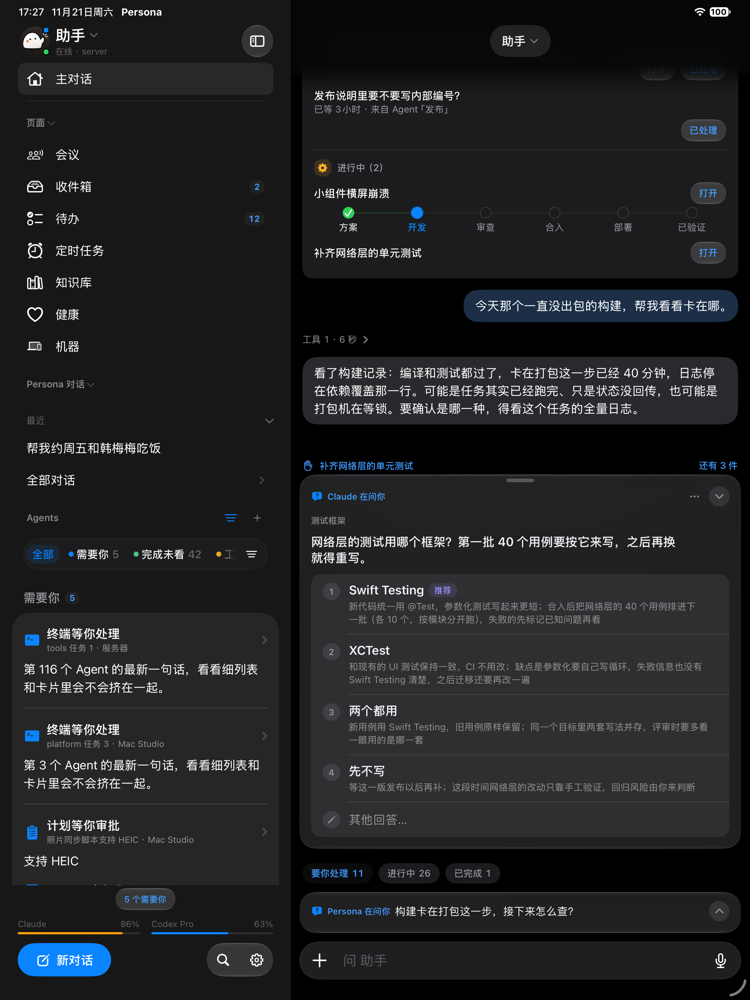 17:27 11月21日周六 Persona
100
助手
在线 · server
主对话
页面
会议
收件箱 2
待办 12
定时任务
知识库
健康
机器
Persona 对话
最近
帮我约周五和韩梅梅吃饭
全部对话
Agents
全部 需要你 5 完成未看 42
需要你 5
终端等你处理
tools 任务 1 · 服务器
第 116 个 Agent 的最新一句话，看看细列表
和卡片里会不会挤在一起。
终端等你处理
platform 任务 3 · Mac Studio
第 3 个 Agent 的最新一句话，看看细列表和
卡片里会不会挤在一起。
计划等你审批
照片同步脚本支持 HEIC · Mac Studio
支持 HEIC
5 个需要你
Claude 86% Codex Pro 63%
新对话
助手
打开 已处理
发布说明里要不要写内部编号？
已等 3 小时 · 来自 Agent「发布」
已处理
进行中 (2)
小组件横屏崩溃 打开
方案 开发 审查 合入 部署 已验证
补齐网络层的单元测试 打开
今天那个一直没出包的构建，帮我看看卡在哪。
工具 1 · 6 秒
看了构建记录：编译和测试都过了，卡在打包这一步已经 40 分钟，日志停
在依赖覆盖那一行。可能是任务其实已经跑完、只是状态没回传，也可能是
打包机在等锁。要确认是哪一种，得看这个任务的全量日志。
补齐网络层的单元测试 还有 3 件
Claude 在问你
测试框架
网络层的测试用哪个框架？第一批 40 个用例要按它来写，之后再换
就得重写。
1 Swift Testing 推荐
新代码统一用 @Test，参数化测试写起来更短；合入后把网络层的 40 个用例排进下
一批（各 10 个，按模块分开跑），失败的先标记已知问题再看
2 XCTest
和现有的 UI 测试保持一致，CI 不用改；缺点是参数化要自己写循环，失败信息也没有
Swift Testing 清楚，之后迁移还要再改一遍
3 两个都用
新用例用 Swift Testing，旧用例原样保留；同一个目标里两套写法并存，评审时要多看
一眼用的是哪一套
4 先不写
等这一版发布以后再补；这段时间网络层的改动只靠手工验证，回归风险由你来判断
其他回答...
要你处理 11 进行中 26 已完成 1
Persona 在问你 构建卡在打包这一步，接下来怎么查？
问 助手